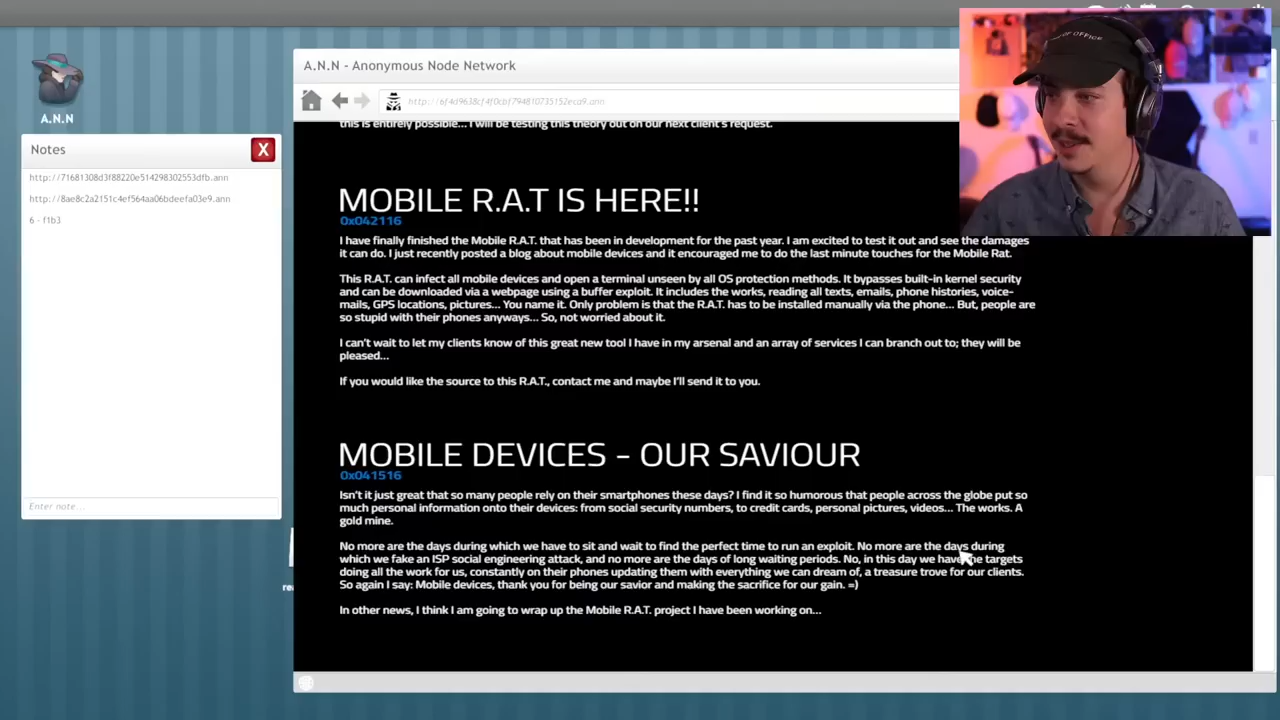 A.N.N - Anonymous Node Network
A.N.N
http://6f4d9638cf4f0cbf794810735152eca9.ann
Notes
X
http://71681308d3f88220e514298302553dfb.ann
http://8ae8c2a2151c4ef564aa06bdeefa03e9.ann
6 - f1b3
Enter note...
this is entirely possible... I will be testing this theory out on our next client's request.
MOBILE R.A.T IS HERE!!
0x042116
I have finally finished the Mobile R.A.T. that has been in development for the past year. I am excited to test it out and see the damages
it can do. I just recently posted a blog about mobile devices and it encouraged me to do the last minute touches for the Mobile Rat.
This R.A.T. can infect all mobile devices and open a terminal unseen by all OS protection methods. It bypasses built-in kernel security
and can be downloaded via a webpage using a buffer exploit. It includes the works, reading all texts, emails, phone histories, voice-
mails, GPS locations, pictures... You name it. Only problem is that the R.A.T. has to be installed manually via the phone... But, people are
so stupid with their phones anyways... So, not worried about it.
I can't wait to let my clients know of this great new tool I have in my arsenal and an array of services I can branch out to; they will be
pleased...
If you would like the source to this R.A.T., contact me and maybe I'll send it to you.
MOBILE DEVICES - OUR SAVIOUR
0x041516
Isn't it just great that so many people rely on their smartphones these days? I find it so humorous that people across the globe put so
much personal information onto their devices: from social security numbers, to credit cards, personal pictures, videos... The works. A
gold mine.
No more are the days during which we have to sit and wait to find the perfect time to run an exploit. No more are the days during
which we fake an ISP social engineering attack, and no more are the days of long waiting periods. No, in this day we have the targets
doing all the work for us, constantly on their phones updating them with everything we can dream of, a treasure trove for our clients.
So again I say: Mobile devices, thank you for being our savior and making the sacrifice for our gain. =)
In other news, I think I am going to wrap up the Mobile R.A.T. project I have been working on...